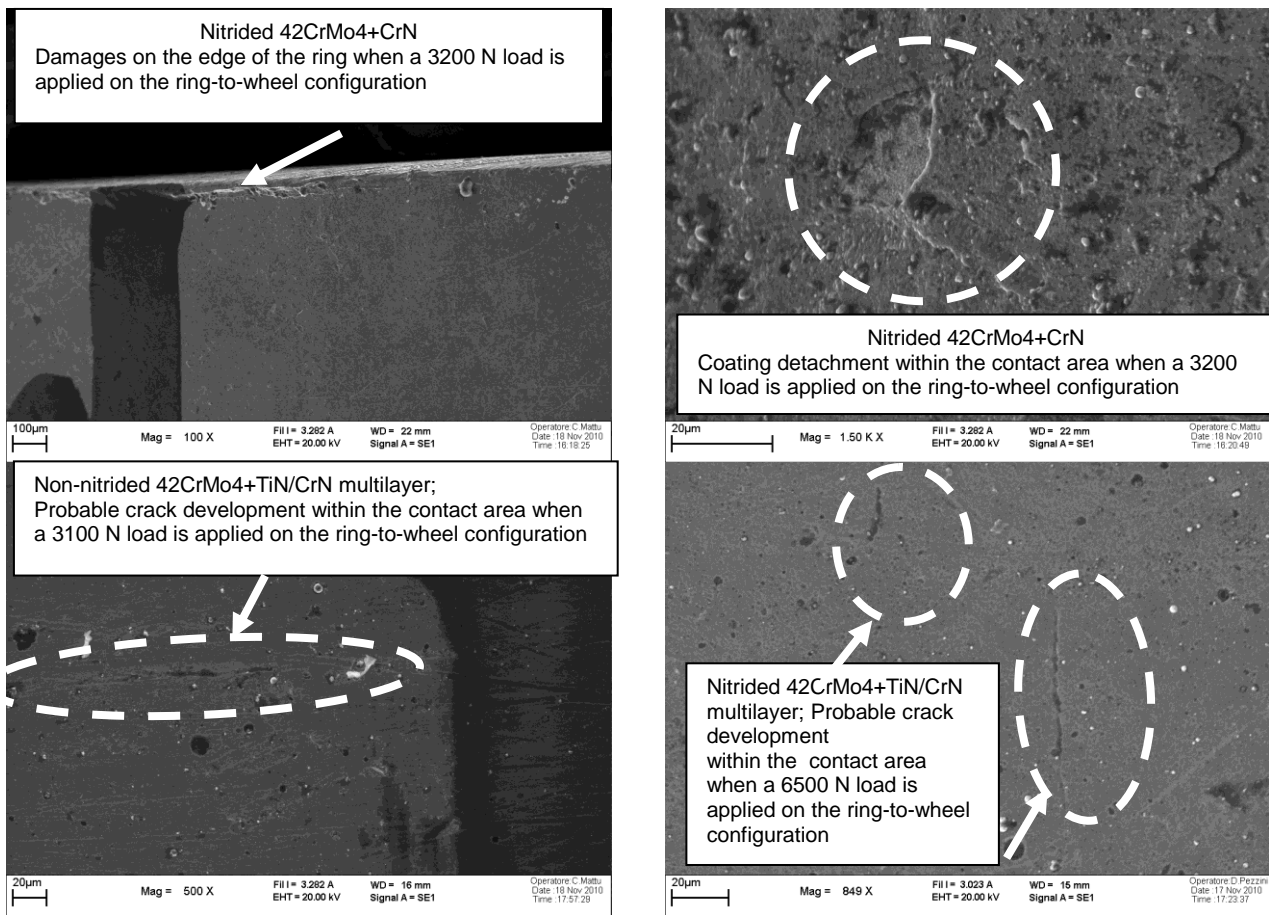 Nitrided 42CrMo4+CrN
Damages on the edge of the ring when a 3200 N load is
applied on the ring-to-wheel configuration
100µm
Mag = 100 X
Fil I = 3.282 A
EHT = 20.00 kV
WD = 22 mm
Signal A = SE1
Operatore:C.Mattu
Date :18 Nov 2010
Time :16:18:25
Nitrided 42CrMo4+CrN
Coating detachment within the contact area when a 3200
N load is applied on the ring-to-wheel configuration
20µm
Mag = 1.50 K X
Fil I = 3.282 A
EHT = 20.00 kV
WD = 22 mm
Signal A = SE1
Operatore:C.Mattu
Date :18 Nov 2010
Time :16:20:49
Non-nitrided 42CrMo4+TiN/CrN multilayer;
Probable crack development within the contact area when
a 3100 N load is applied on the ring-to-wheel configuration
20µm
Mag = 500 X
Fil I = 3.282 A
EHT = 20.00 kV
WD = 16 mm
Signal A = SE1
Operatore:C.Mattu
Date :18 Nov 2010
Time :17:57:29
Nitrided 42CrMo4+TiN/CrN
multilayer; Probable crack
development
within the contact area
when a 6500 N load is
applied on the ring-to-wheel
configuration
20µm
Mag = 849 X
Fil I = 3.023 A
EHT = 20.00 kV
WD = 15 mm
Signal A = SE1
Operatore:D.Pezzini
Date :17 Nov 2010
Time :17:23:37